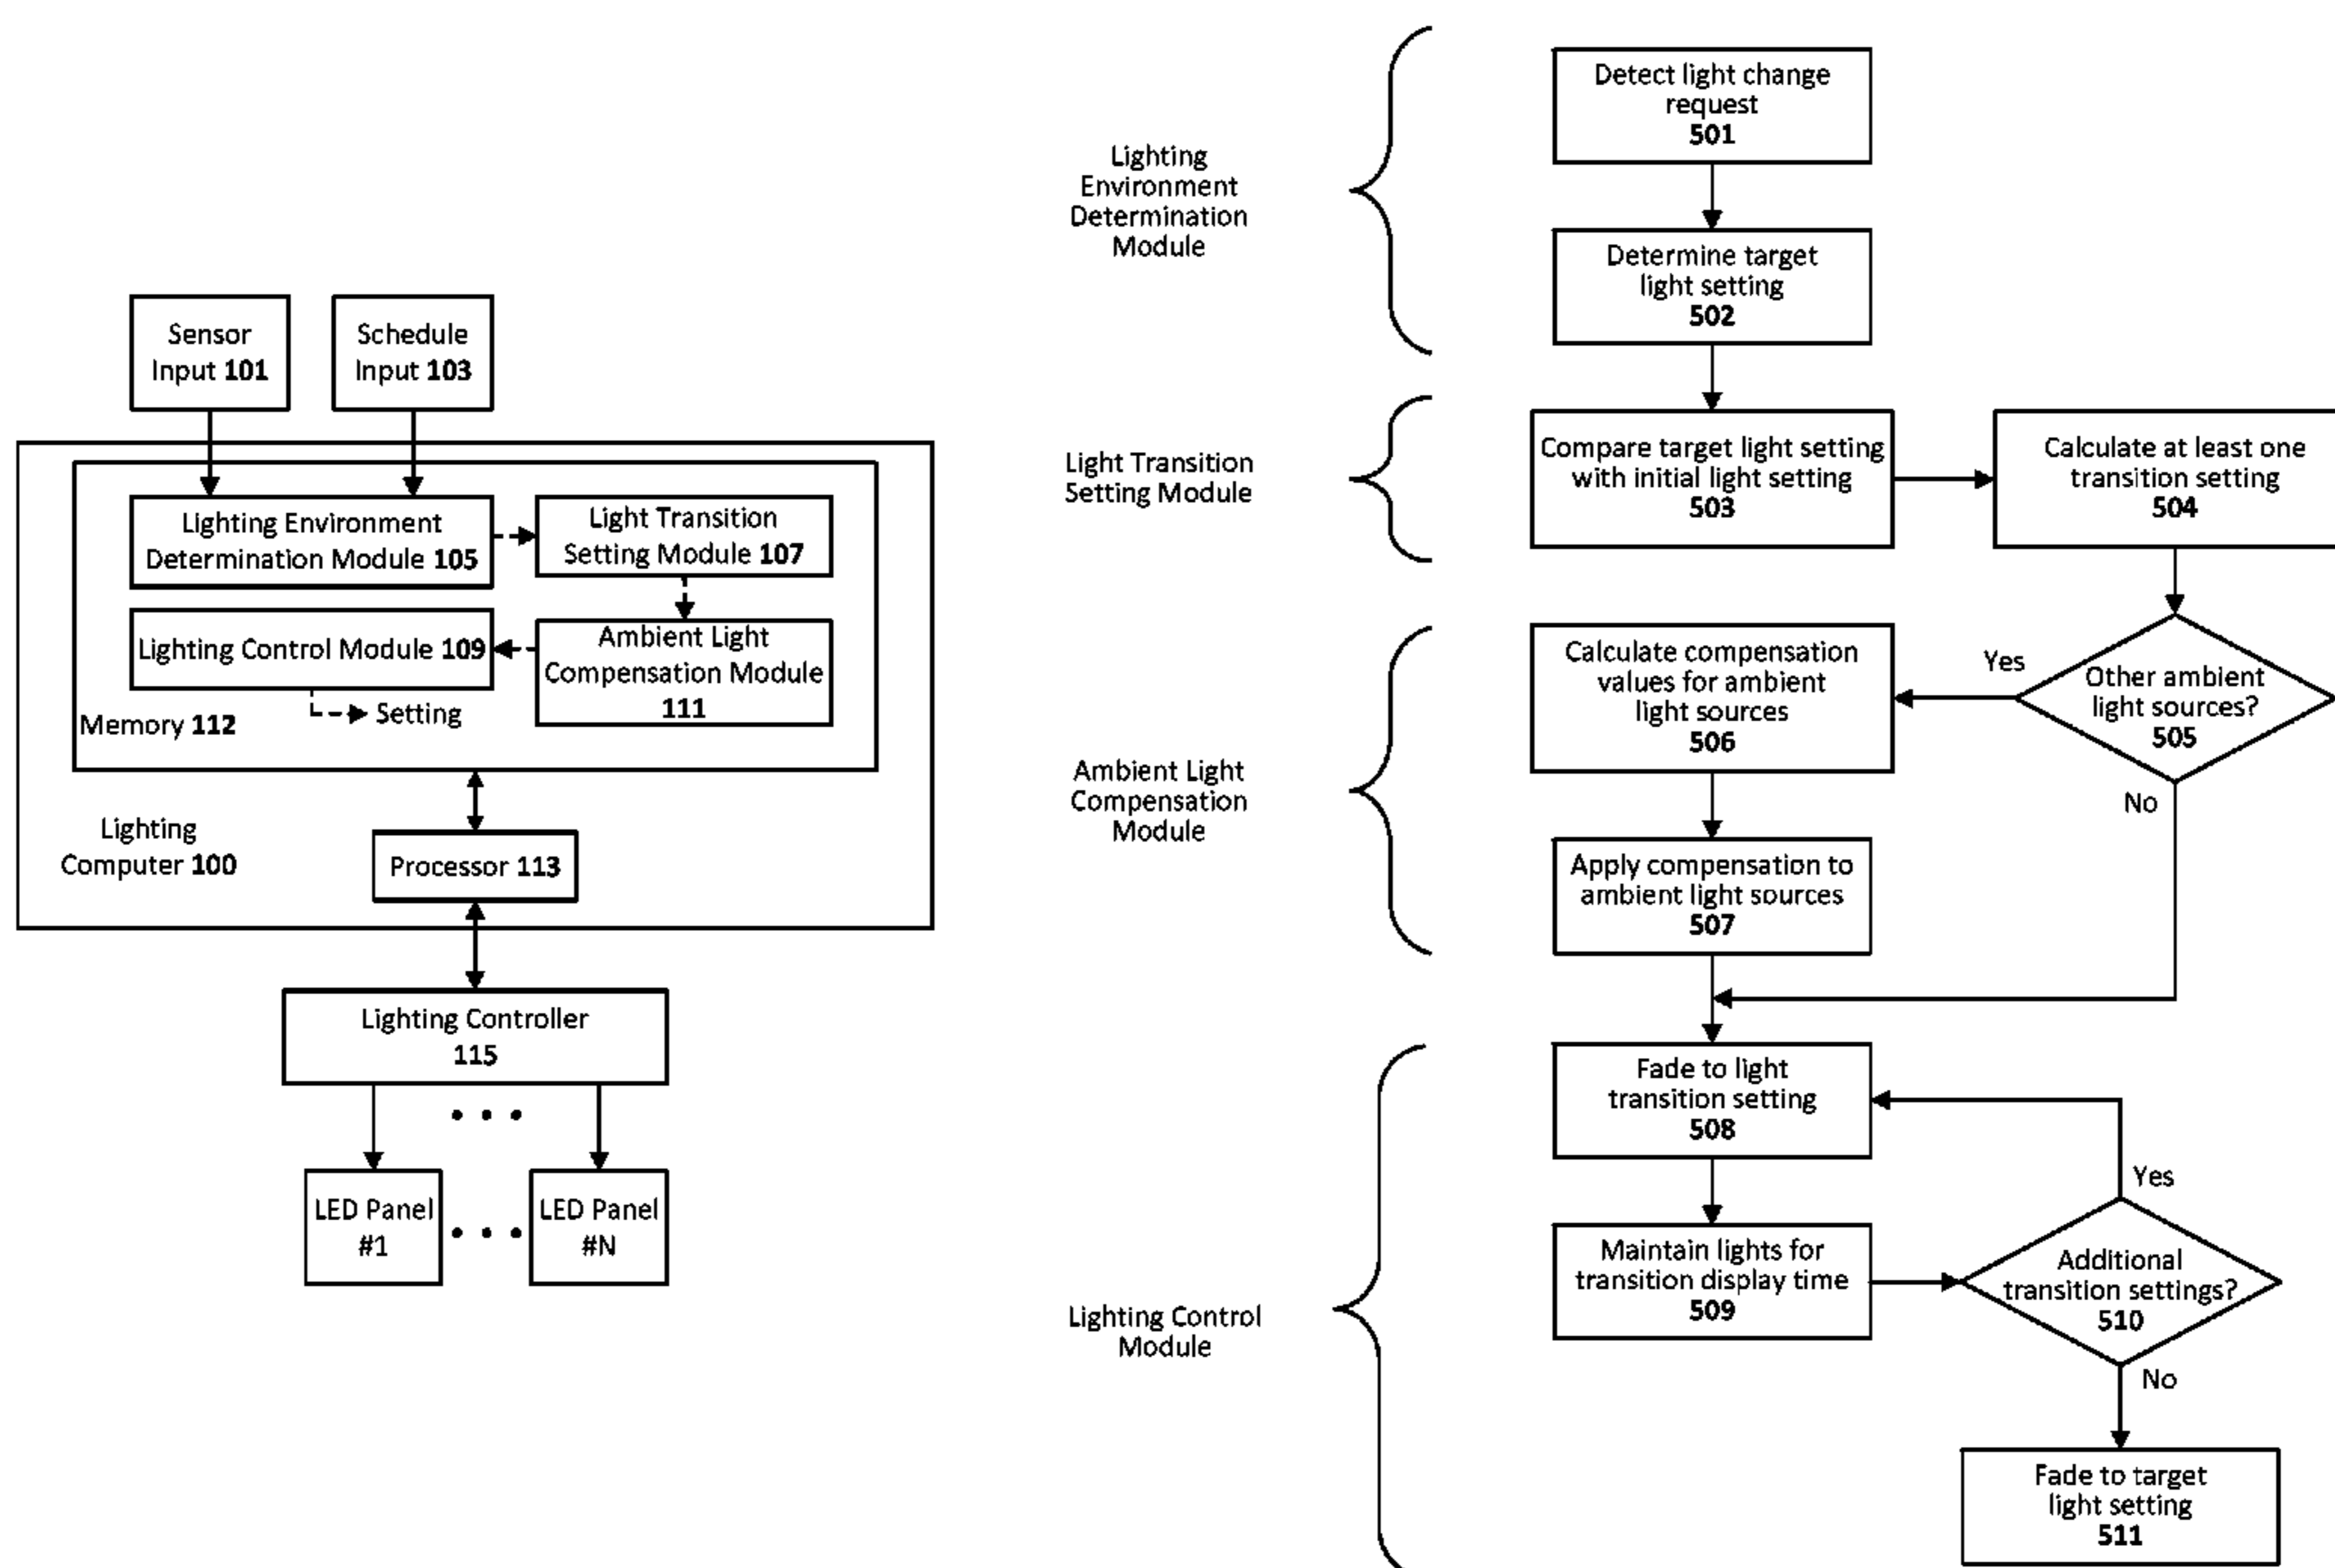 Sensor
Input 101
Schedule
Input 103
Lighting Environment
Determination Module 105
Light Transition
Setting Module 107
Lighting Control Module 109
Ambient Light
Compensation Module
111
Setting
Memory 112
Lighting
Computer 100
Processor 113
Lighting Controller
115
• • •
LED Panel
#1
• • •
LED Panel
#N
Lighting
Environment
Determination
Module
Detect light change
request
501
Determine target
light setting
502
Light Transition
Setting Module
Compare target light setting
with initial light setting
503
Calculate at least one
transition setting
504
Ambient Light
Compensation
Module
Other ambient
light sources?
505
Yes
No
Calculate compensation
values for ambient
light sources
506
Apply compensation to
ambient light sources
507
Lighting Control
Module
Fade to light
transition setting
508
Maintain lights for
transition display time
509
Additional
transition settings?
510
Yes
No
Fade to target
light setting
511